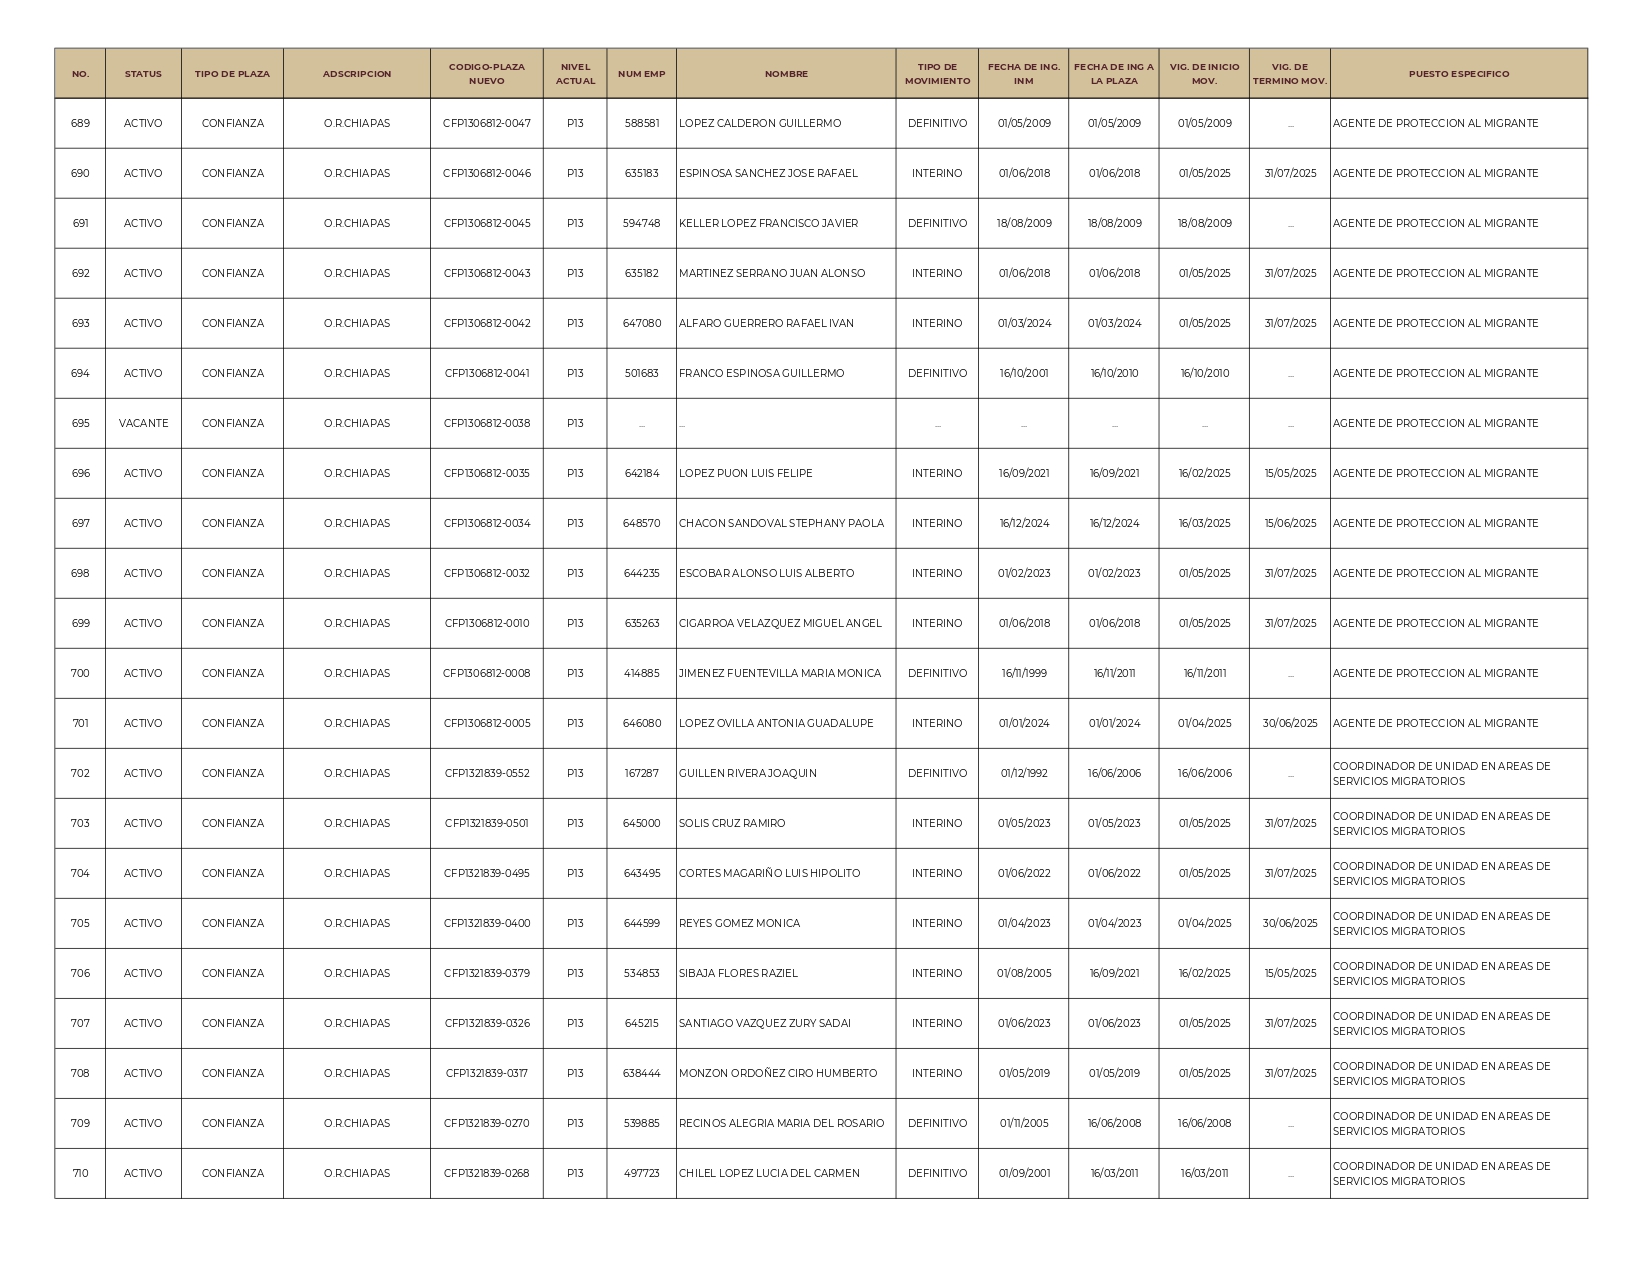 NO. STATUS TIPO DE PLAZA ADSCRIPCION CODIGO-PLAZA NUEVO NIVEL ACTUAL NUM EMP NOMBRE TIPO DE MOVIMIENTO FECHA DE ING. INM FECHA DE ING A LA PLAZA VIG. DE INICIO MOV. VIG. DE TERMINO MOV. PUESTO ESPECIFICO
689 ACTIVO CONFIANZA O.R.CHIAPAS CFP1306812-0047 P13 588581 LOPEZ CALDERON GUILLERMO DEFINITIVO 01/05/2009 01/05/2009 01/05/2009 ... AGENTE DE PROTECCION AL MIGRANTE
690 ACTIVO CONFIANZA O.R.CHIAPAS CFP1306812-0046 P13 635183 ESPINOSA SANCHEZ JOSE RAFAEL INTERINO 01/06/2018 01/06/2018 01/05/2025 31/07/2025 AGENTE DE PROTECCION AL MIGRANTE
691 ACTIVO CONFIANZA O.R.CHIAPAS CFP1306812-0045 P13 594748 KELLER LOPEZ FRANCISCO JAVIER DEFINITIVO 18/08/2009 18/08/2009 18/08/2009 ... AGENTE DE PROTECCION AL MIGRANTE
692 ACTIVO CONFIANZA O.R.CHIAPAS CFP1306812-0043 P13 635182 MARTINEZ SERRANO JUAN ALONSO INTERINO 01/06/2018 01/06/2018 01/05/2025 31/07/2025 AGENTE DE PROTECCION AL MIGRANTE
693 ACTIVO CONFIANZA O.R.CHIAPAS CFP1306812-0042 P13 647080 ALFARO GUERRERO RAFAEL IVAN INTERINO 01/03/2024 01/03/2024 01/05/2025 31/07/2025 AGENTE DE PROTECCION AL MIGRANTE
694 ACTIVO CONFIANZA O.R.CHIAPAS CFP1306812-0041 P13 501683 FRANCO ESPINOSA GUILLERMO DEFINITIVO 16/10/2001 16/10/2010 16/10/2010 ... AGENTE DE PROTECCION AL MIGRANTE
695 VACANTE CONFIANZA O.R.CHIAPAS CFP1306812-0038 P13 ... ... ... ... ... ... ... AGENTE DE PROTECCION AL MIGRANTE
696 ACTIVO CONFIANZA O.R.CHIAPAS CFP1306812-0035 P13 642184 LOPEZ PUON LUIS FELIPE INTERINO 16/09/2021 16/09/2021 16/02/2025 15/05/2025 AGENTE DE PROTECCION AL MIGRANTE
697 ACTIVO CONFIANZA O.R.CHIAPAS CFP1306812-0034 P13 648570 CHACON SANDOVAL STEPHANY PAOLA INTERINO 16/12/2024 16/12/2024 16/03/2025 15/06/2025 AGENTE DE PROTECCION AL MIGRANTE
698 ACTIVO CONFIANZA O.R.CHIAPAS CFP1306812-0032 P13 644235 ESCOBAR ALONSO LUIS ALBERTO INTERINO 01/02/2023 01/02/2023 01/05/2025 31/07/2025 AGENTE DE PROTECCION AL MIGRANTE
699 ACTIVO CONFIANZA O.R.CHIAPAS CFP1306812-0010 P13 635263 CIGARROA VELAZQUEZ MIGUEL ANGEL INTERINO 01/06/2018 01/06/2018 01/05/2025 31/07/2025 AGENTE DE PROTECCION AL MIGRANTE
700 ACTIVO CONFIANZA O.R.CHIAPAS CFP1306812-0008 P13 414885 JIMENEZ FUENTEVILLA MARIA MONICA DEFINITIVO 16/11/1999 16/11/2011 16/11/2011 ... AGENTE DE PROTECCION AL MIGRANTE
701 ACTIVO CONFIANZA O.R.CHIAPAS CFP1306812-0005 P13 646080 LOPEZ OVILLA ANTONIA GUADALUPE INTERINO 01/01/2024 01/01/2024 01/04/2025 30/06/2025 AGENTE DE PROTECCION AL MIGRANTE
702 ACTIVO CONFIANZA O.R.CHIAPAS CFP1321839-0552 P13 167287 GUILLEN RIVERA JOAQUIN DEFINITIVO 01/12/1992 16/06/2006 16/06/2006 ... COORDINADOR DE UNIDAD EN AREAS DE
SERVICIOS MIGRATORIOS
703 ACTIVO CONFIANZA O.R.CHIAPAS CFP1321839-0501 P13 645000 SOLIS CRUZ RAMIRO INTERINO 01/05/2023 01/05/2023 01/05/2025 31/07/2025 COORDINADOR DE UNIDAD EN AREAS DE
SERVICIOS MIGRATORIOS
704 ACTIVO CONFIANZA O.R.CHIAPAS CFP1321839-0495 P13 643495 CORTES MAGARIÑO LUIS HIPOLITO INTERINO 01/06/2022 01/06/2022 01/05/2025 31/07/2025 COORDINADOR DE UNIDAD EN AREAS DE
SERVICIOS MIGRATORIOS
705 ACTIVO CONFIANZA O.R.CHIAPAS CFP1321839-0400 P13 644599 REYES GOMEZ MONICA INTERINO 01/04/2023 01/04/2023 01/04/2025 30/06/2025 COORDINADOR DE UNIDAD EN AREAS DE
SERVICIOS MIGRATORIOS
706 ACTIVO CONFIANZA O.R.CHIAPAS CFP1321839-0379 P13 534853 SIBAJA FLORES RAZIEL INTERINO 01/08/2005 16/09/2021 16/02/2025 15/05/2025 COORDINADOR DE UNIDAD EN AREAS DE
SERVICIOS MIGRATORIOS
707 ACTIVO CONFIANZA O.R.CHIAPAS CFP1321839-0326 P13 645215 SANTIAGO VAZQUEZ ZURY SADAI INTERINO 01/06/2023 01/06/2023 01/05/2025 31/07/2025 COORDINADOR DE UNIDAD EN AREAS DE
SERVICIOS MIGRATORIOS
708 ACTIVO CONFIANZA O.R.CHIAPAS CFP1321839-0317 P13 638444 MONZON ORDOÑEZ CIRO HUMBERTO INTERINO 01/05/2019 01/05/2019 01/05/2025 31/07/2025 COORDINADOR DE UNIDAD EN AREAS DE
SERVICIOS MIGRATORIOS
709 ACTIVO CONFIANZA O.R.CHIAPAS CFP1321839-0270 P13 539885 RECINOS ALEGRIA MARIA DEL ROSARIO DEFINITIVO 01/11/2005 16/06/2008 16/06/2008 ... COORDINADOR DE UNIDAD EN AREAS DE
SERVICIOS MIGRATORIOS
710 ACTIVO CONFIANZA O.R.CHIAPAS CFP1321839-0268 P13 497723 CHILEL LOPEZ LUCIA DEL CARMEN DEFINITIVO 01/09/2001 16/03/2011 16/03/2011 ... COORDINADOR DE UNIDAD EN AREAS DE
SERVICIOS MIGRATORIOS